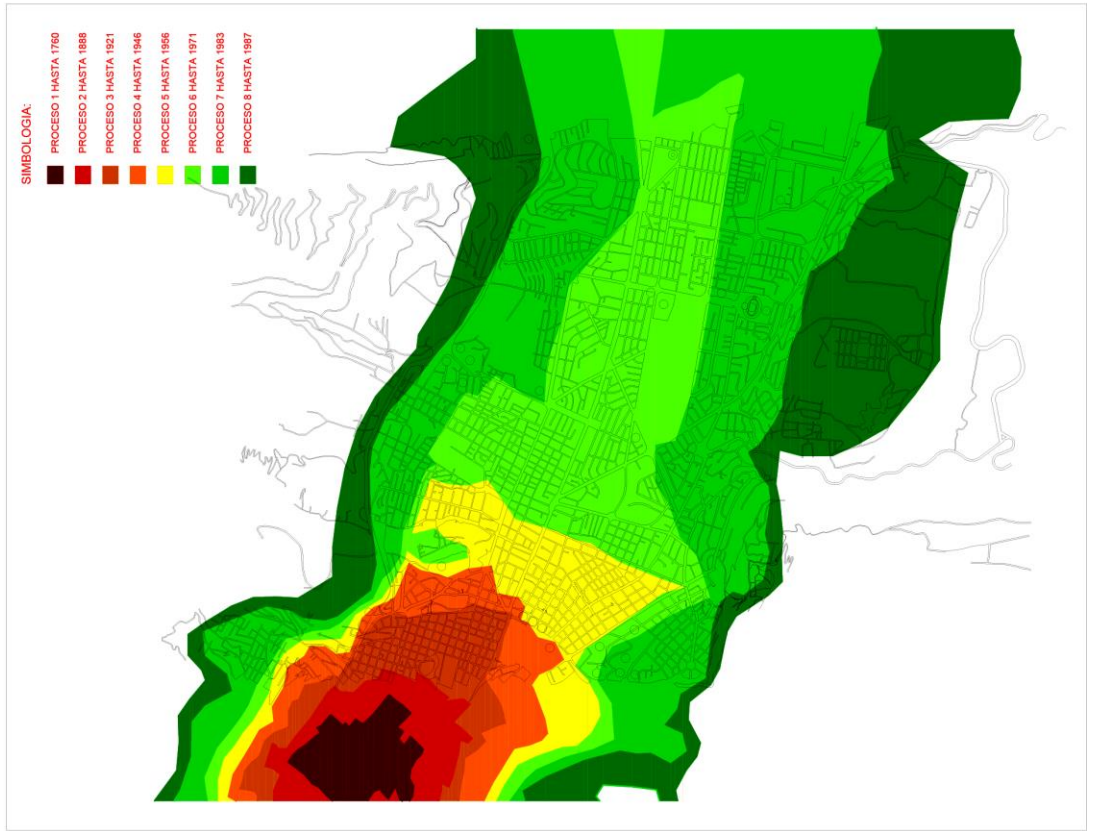 SIMBOLOGIA:
PROCESO 1 HASTA 1760
PROCESO 2 HASTA 1888
PROCESO 3 HASTA 1921
PROCESO 4 HASTA 1946
PROCESO 5 HASTA 1956
PROCESO 6 HASTA 1971
PROCESO 7 HASTA 1983
PROCESO 8 HASTA 1987